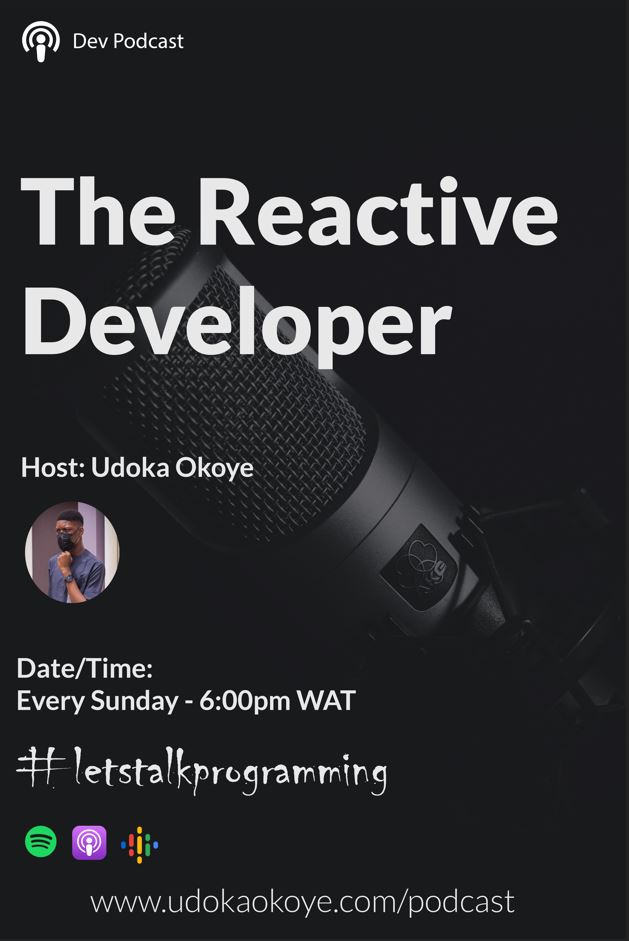 Dev Podcast
The Reactive
Developer
Host: Udoka Okoye
Date/Time:
Every Sunday - 6:00pm WAT
#letstalkprogramming
www.udokaokoye.com/podcast